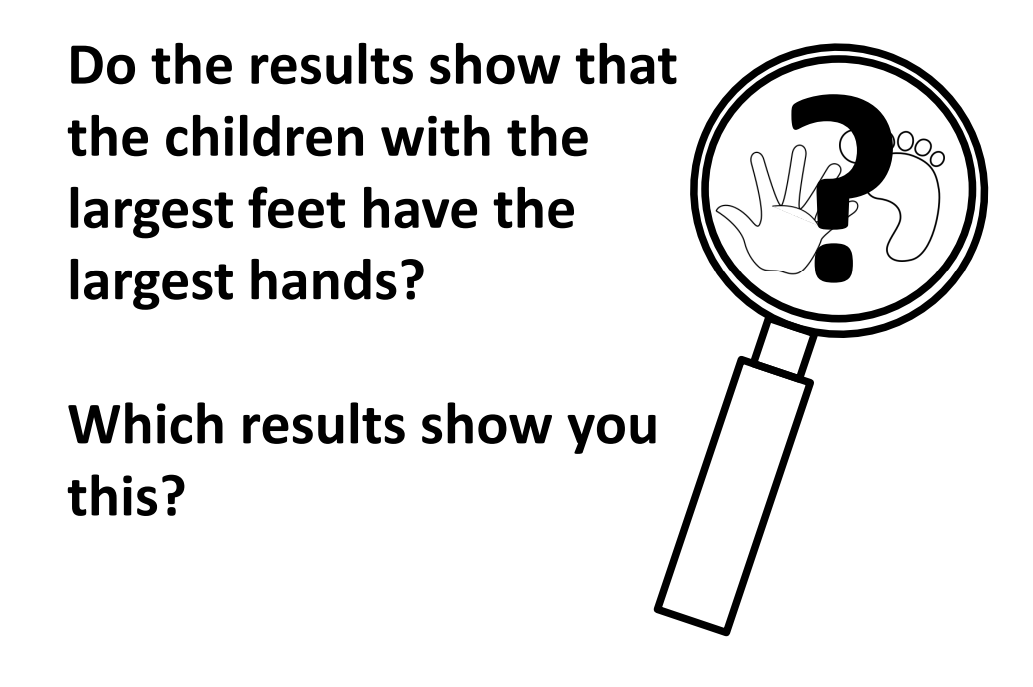 Do the results show that
the children with the
largest feet have the
largest hands?
Which results show you
this?
?